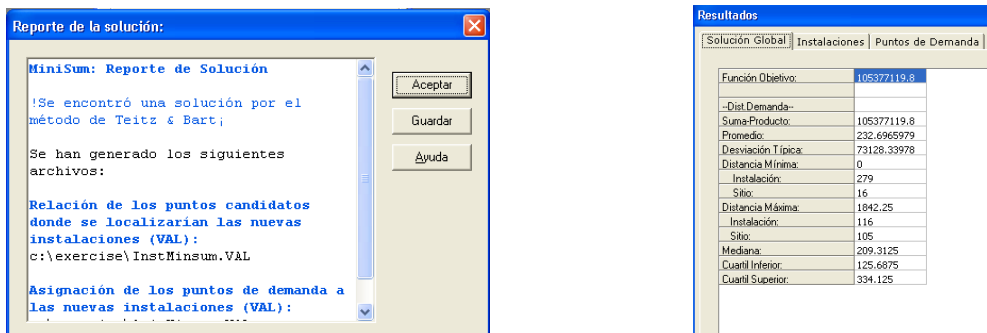 Reporte de la solución:
MiniSum: Reporte de Solución
!Se encontró una solución por el
método de Teitz & Bart;
Se han generado los siguientes
archivos:
Relación de los puntos candidatos
donde se localizarían las nuevas
instalaciones (VAL):
c:\exercise\InstMinsum.VAL
Asignación de los puntos de demanda a
las nuevas instalaciones (VAL):
Aceptar
Guardar
Ayuda
Resultados
Solución Global Instalaciones Puntos de Demanda
Función Objetivo: 105377119.8
--Dist.Demanda--
Suma-Producto: 105377119.8
Promedio: 232.6965979
Desviación Típica: 73128.33978
Distancia Mínima: 0
Instalación: 279
Sitio: 16
Distancia Máxima: 1842.25
Instalación: 116
Sitio: 105
Mediana: 209.3125
Cuartil Inferior: 125.6875
Cuartil Superior: 334.125